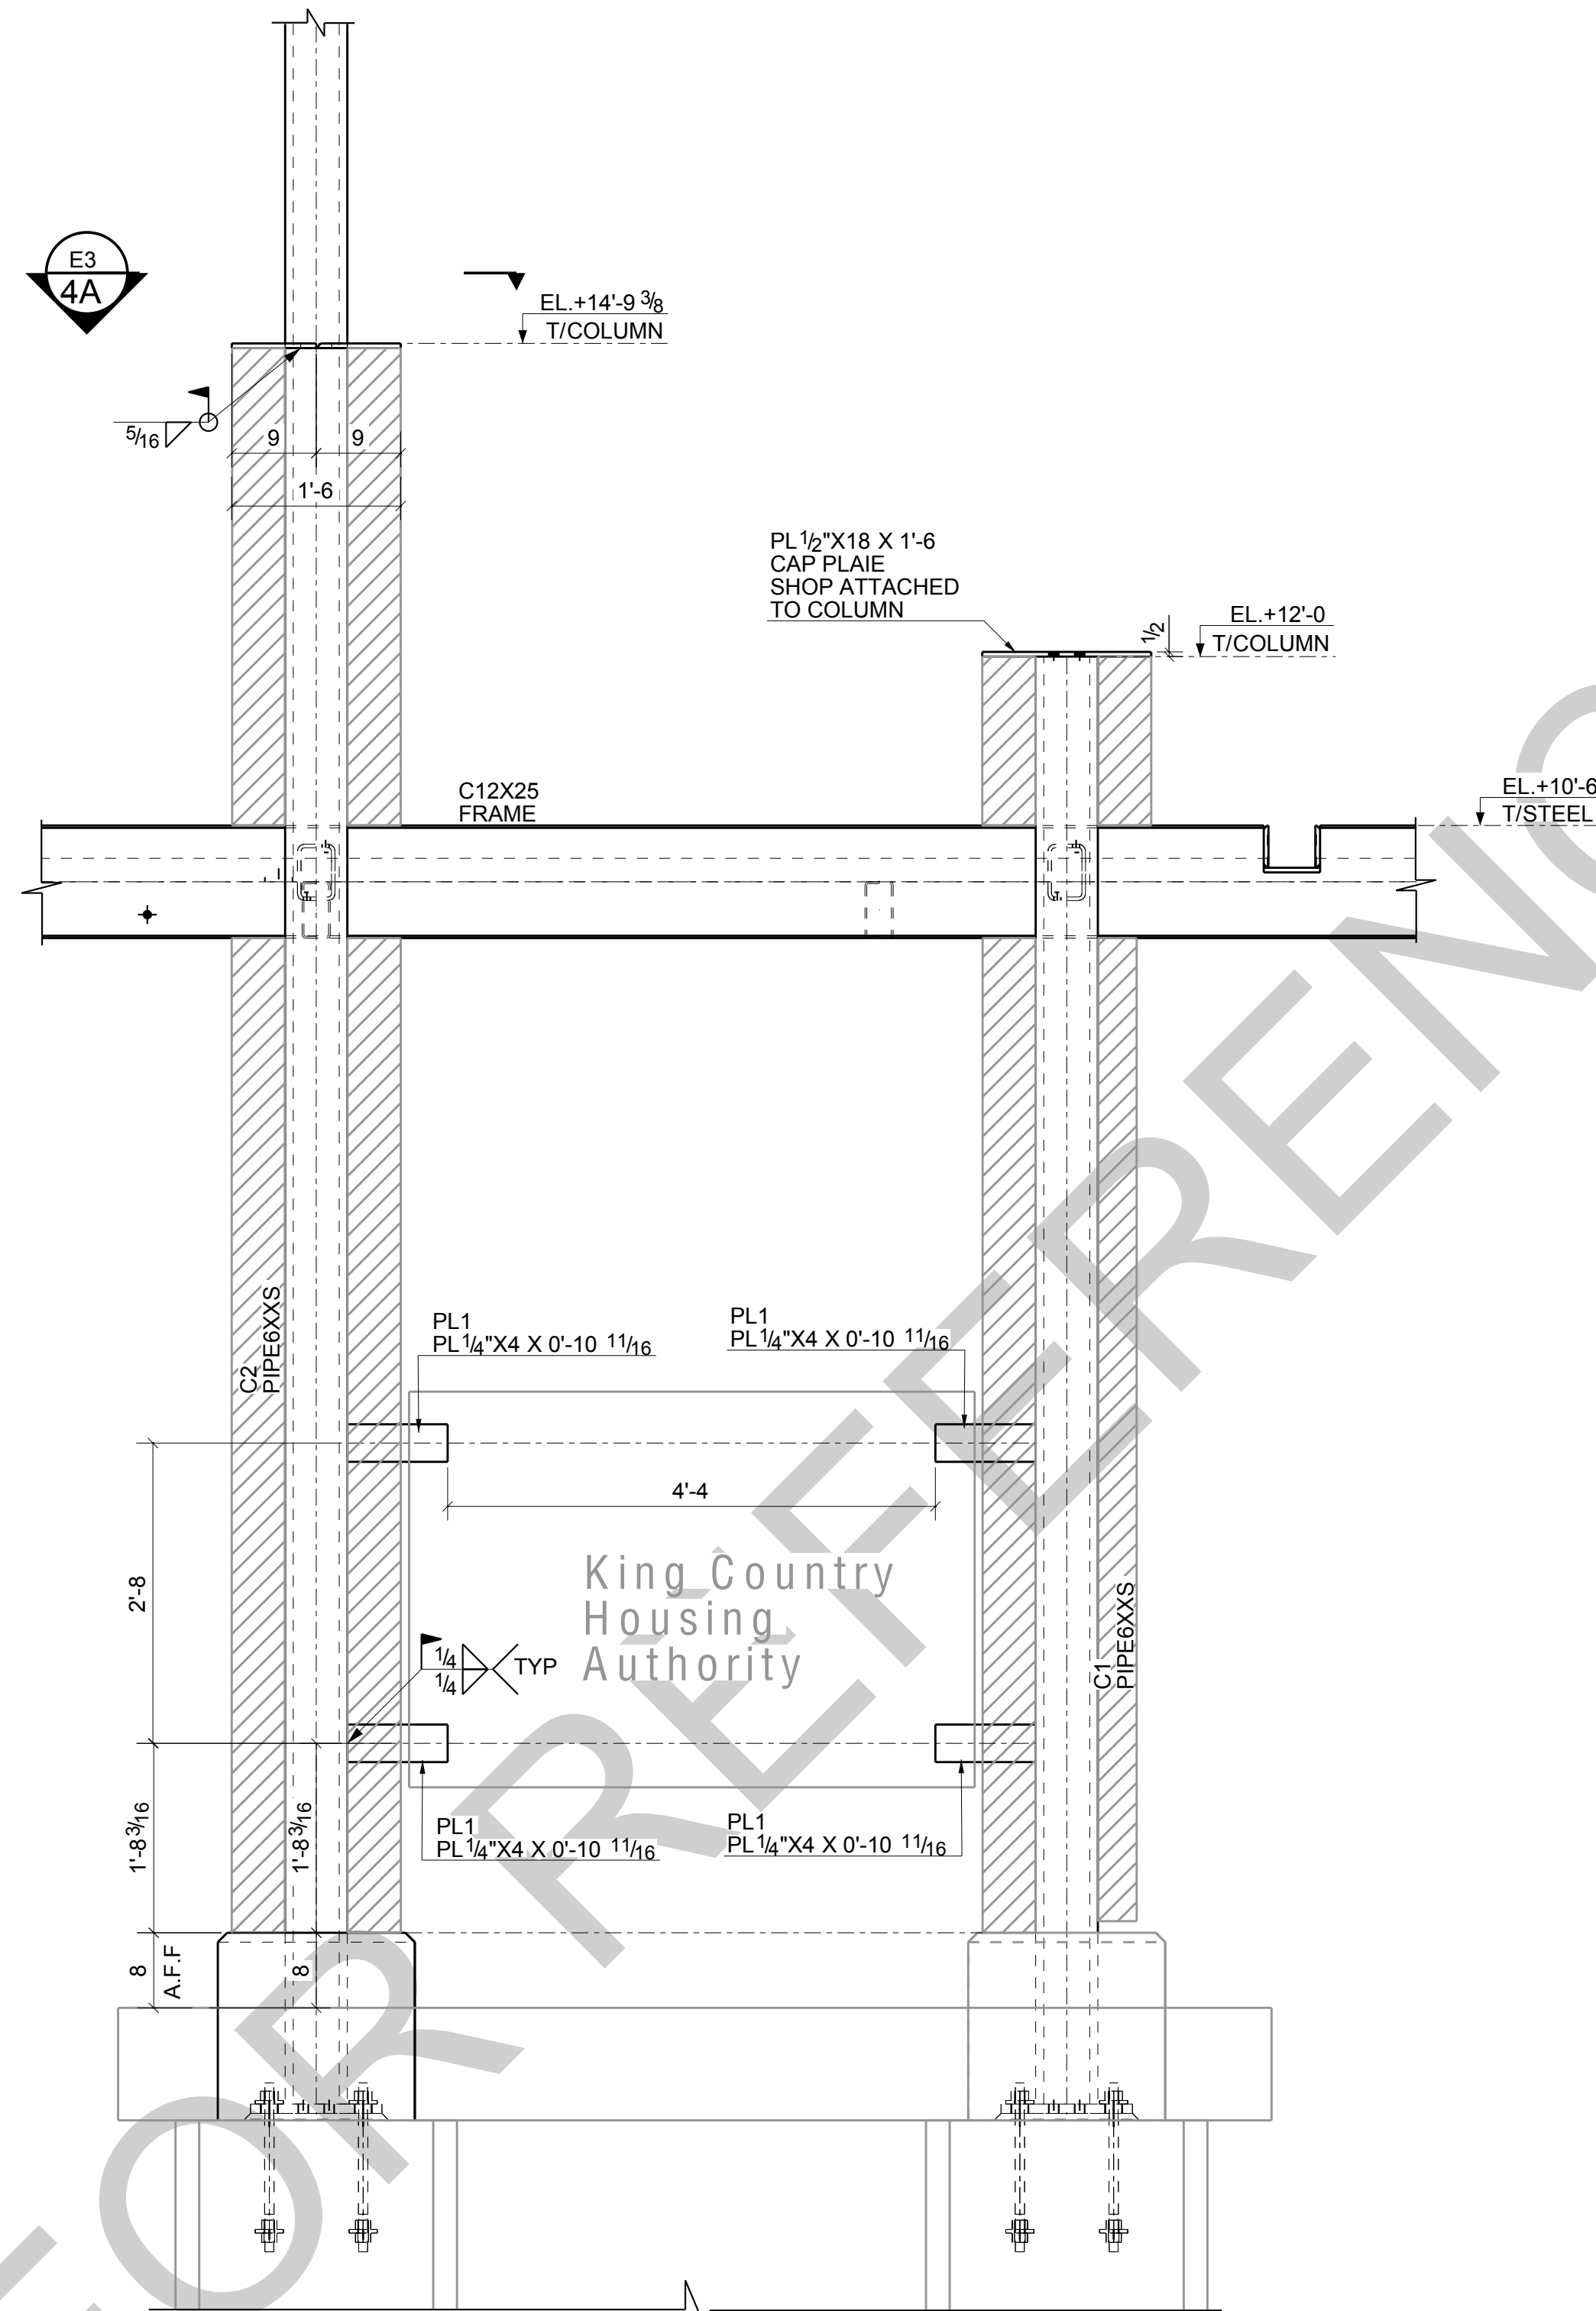 E3
4A
EL.+14'-9 3/8
T/COLUMN
5/16
9
9
1'-6
PL 1/2"X18 X 1'-6
CAP PLAIE
SHOP ATTACHED
TO COLUMN
1/2
EL.+12'-0
T/COLUMN
C12X25
FRAME
EL.+10'-6
T/STEEL
C2
PIPE6XXS
PL1
PL 1/4"X4 X 0'-10 11/16
PL1
PL 1/4"X4 X 0'-10 11/16
4'-4
2'-8
King Country
Housing
Authority
1/4
1/4
TYP
C1
PIPE6XXS
1'-8 3/16
1'-8 3/16
PL1
PL 1/4"X4 X 0'-10 11/16
PL1
PL 1/4"X4 X 0'-10 11/16
8
A.F.F
8
FOR REFERENC